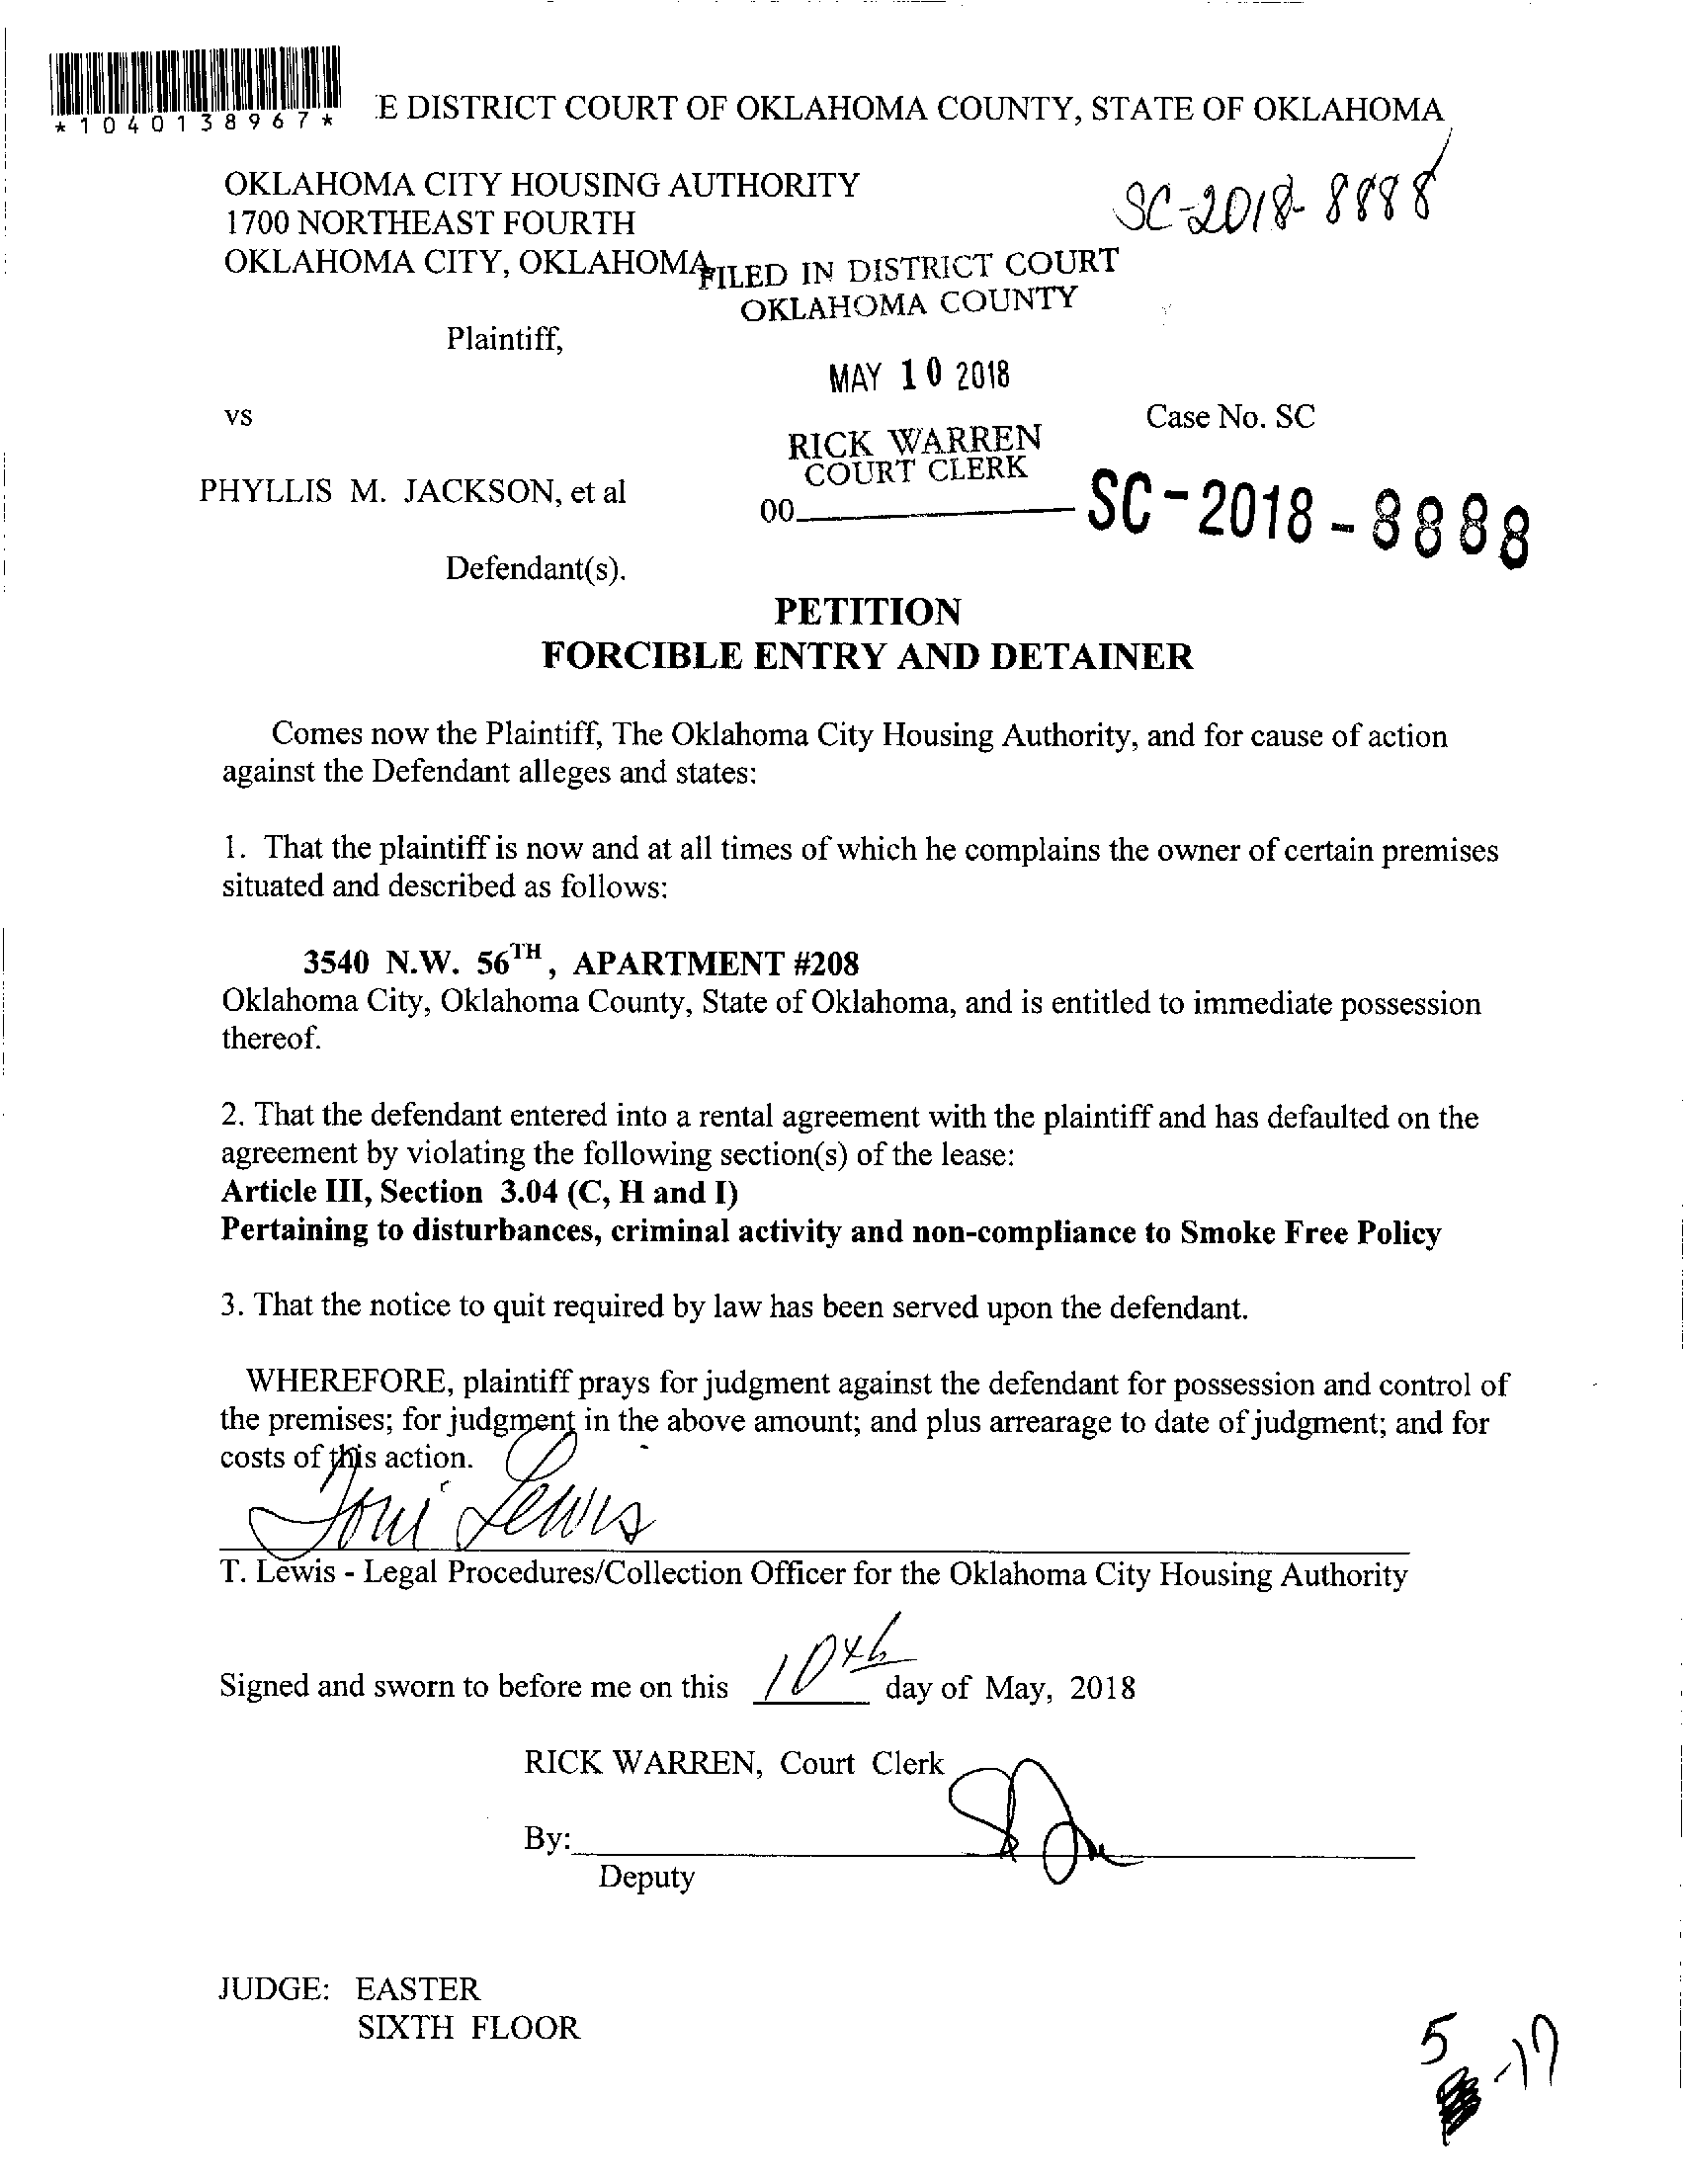 *1040138967*
E DISTRICT COURT OF OKLAHOMA COUNTY, STATE OF OKLAHOMA
OKLAHOMA CITY HOUSING AUTHORITY
SC-2018-8888
1700 NORTHEAST FOURTH
OKLAHOMA CITY, OKLAHOMA
FILED IN DISTRICT COURT
OKLAHOMA COUNTY
Plaintiff,
MAY 10 2018
vs
Case No. SC
RICK WARREN
COURT CLERK
PHYLLIS M. JACKSON, et al
00
SC-2018-8888
Defendant(s).
PETITION
FORCIBLE ENTRY AND DETAINER
Comes now the Plaintiff, The Oklahoma City Housing Authority, and for cause of action
against the Defendant alleges and states:
1. That the plaintiff is now and at all times of which he complains the owner of certain premises
situated and described as follows:
3540 N.W. 56TH, APARTMENT #208
Oklahoma City, Oklahoma County, State of Oklahoma, and is entitled to immediate possession
thereof.
2. That the defendant entered into a rental agreement with the plaintiff and has defaulted on the
agreement by violating the following section(s) of the lease:
Article III, Section 3.04 (C, H and I)
Pertaining to disturbances, criminal activity and non-compliance to Smoke Free Policy
3. That the notice to quit required by law has been served upon the defendant.
WHEREFORE, plaintiff prays for judgment against the defendant for possession and control of
the premises; for judgment in the above amount; and plus arrearage to date of judgment; and for
costs of this action.
Toni Lewis
T. Lewis - Legal Procedures/Collection Officer for the Oklahoma City Housing Authority
Signed and sworn to before me on this 10th day of May, 2018
RICK WARREN, Court Clerk
By:
Deputy
JUDGE: EASTER
SIXTH FLOOR
5
-17